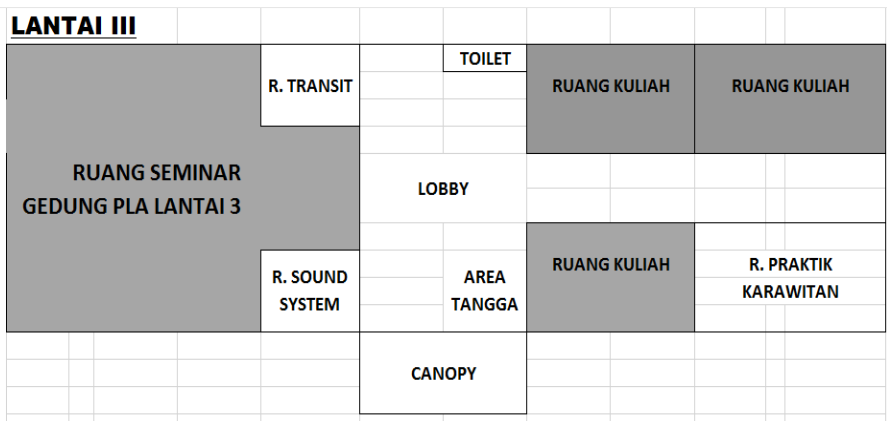 LANTAI III
TOILET
R. TRANSIT
RUANG KULIAH
RUANG KULIAH
RUANG SEMINAR
GEDUNG PLA LANTAI 3
LOBBY
R. SOUND
SYSTEM
AREA
TANGGA
RUANG KULIAH
R. PRAKTIK
KARAWITAN
CANOPY